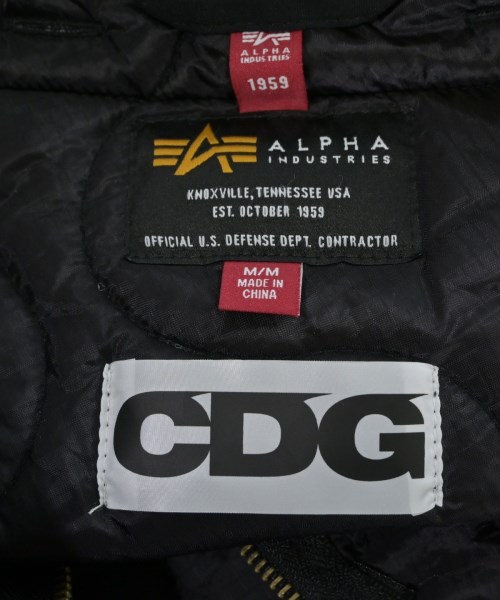 ALPHA
INDUSTRIES
1959
ALPHA
INDUSTRIES
KNOXVILLE, TENNESSEE USA
EST. OCTOBER 1959
OFFICIAL U.S. DEFENSE DEPT. CONTRACTOR
M/M
MADE IN
CHINA
CDG